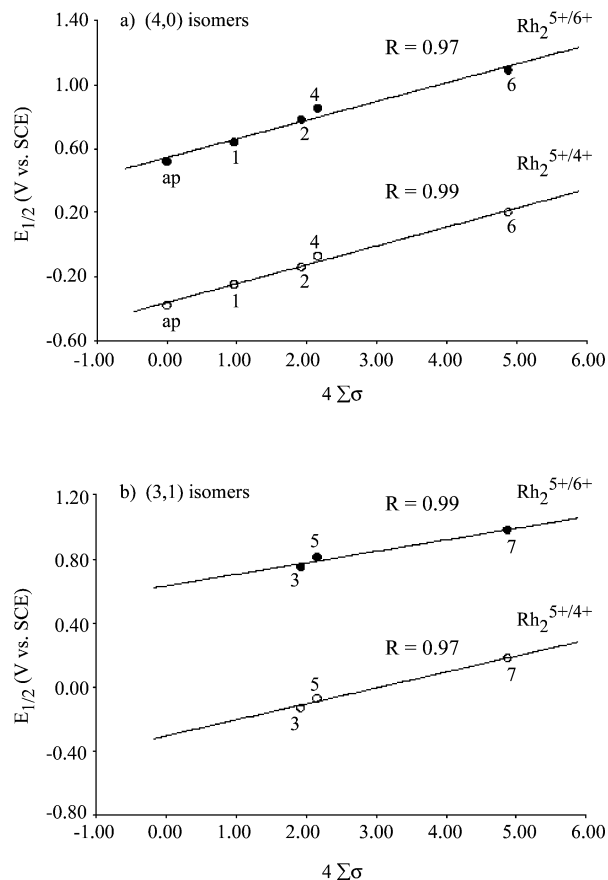 a) (4,0) isomers
Rh2 5+/6+
R = 0.97
1.40
1.00
0.60
0.20
-0.20
-0.60
E1/2 (V vs. SCE)
ap
1
2
4
6
Rh2 5+/4+
R = 0.99
ap
1
2
4
6
-1.00 0.00 1.00 2.00 3.00 4.00 5.00 6.00
4 ∑σ
b) (3,1) isomers
Rh2 5+/6+
R = 0.99
1.20
0.80
0.40
0.00
-0.40
-0.80
E1/2 (V vs. SCE)
3
5
7
Rh2 5+/4+
R = 0.97
3
5
7
-1.00 0.00 1.00 2.00 3.00 4.00 5.00 6.00
4 ∑σ